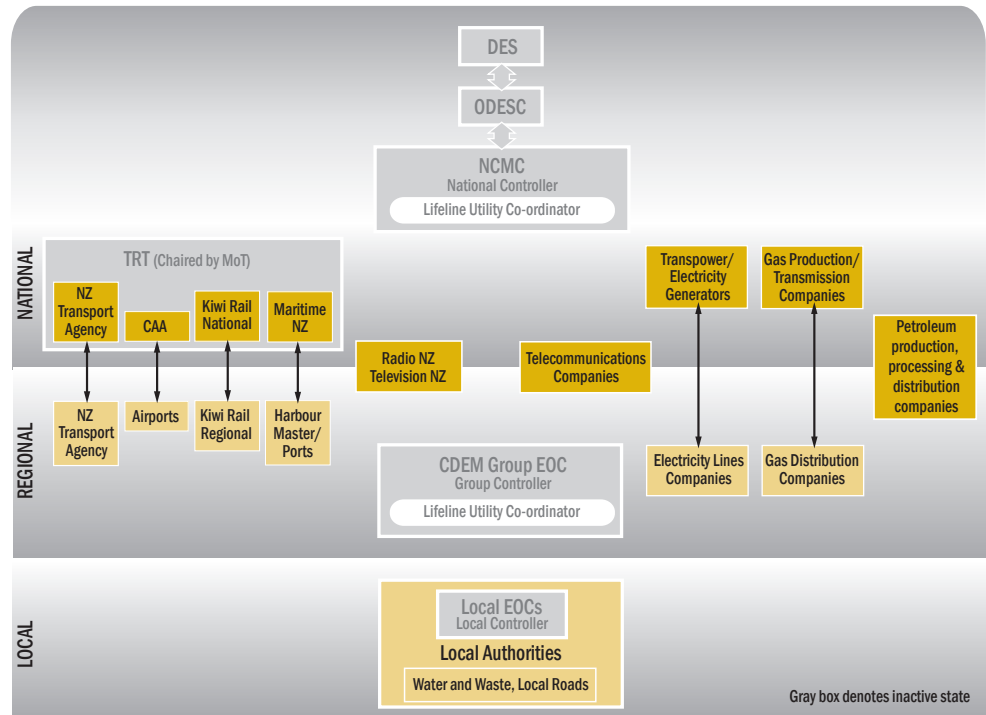 DES
ODESC
NCMC
National Controller
Lifeline Utility Co-ordinator
NATIONAL
TRT (Chaired by MoT)
NZ
Transport
Agency
CAA
Kiwi Rail
National
Maritime
NZ
Radio NZ
Television NZ
Telecommunications
Companies
Transpower/
Electricity
Generators
Gas Production/
Transmission
Companies
Petroleum
production,
processing &
distribution
companies
REGIONAL
NZ
Transport
Agency
Airports
Kiwi Rail
Regional
Harbour
Master/
Ports
CDEM Group EOC
Group Controller
Lifeline Utility Co-ordinator
Electricity Lines
Companies
Gas Distribution
Companies
LOCAL
Local EOCs
Local Controller
Local Authorities
Water and Waste, Local Roads
Gray box denotes inactive state